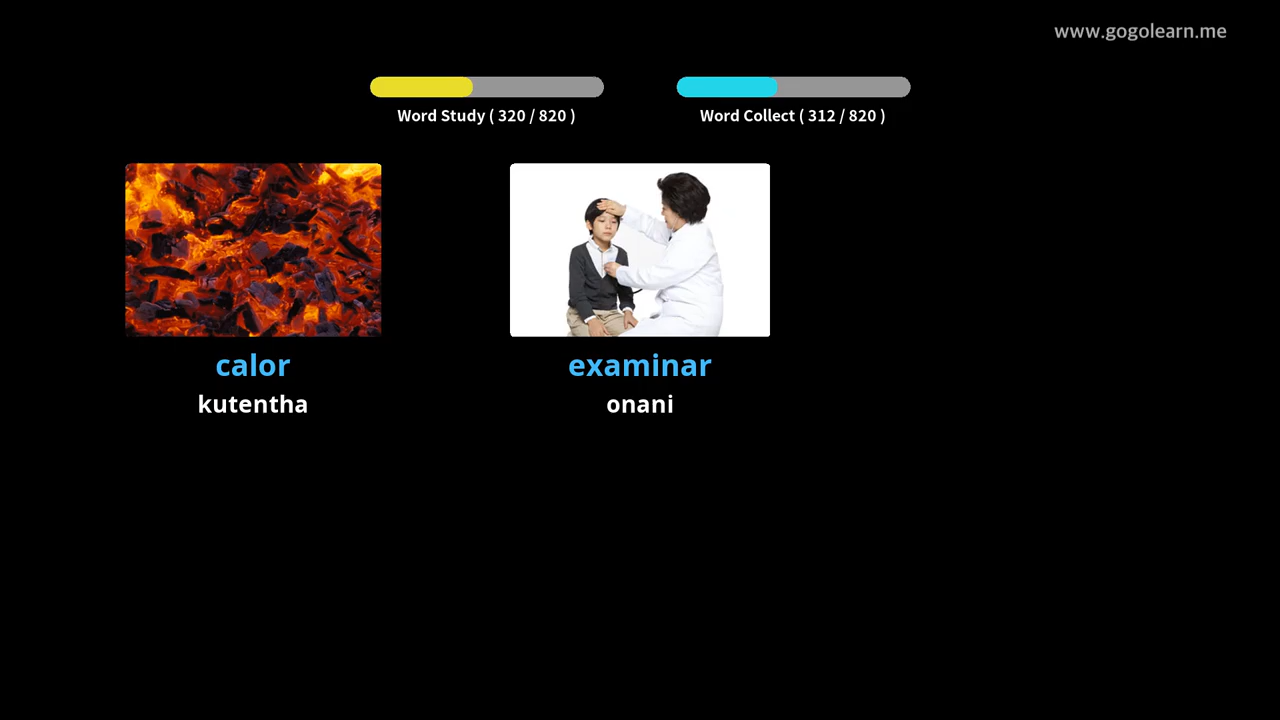 www.gogolearn.me
Word Study ( 320 / 820 )
Word Collect ( 312 / 820 )
calor
kutentha
examinar
onani